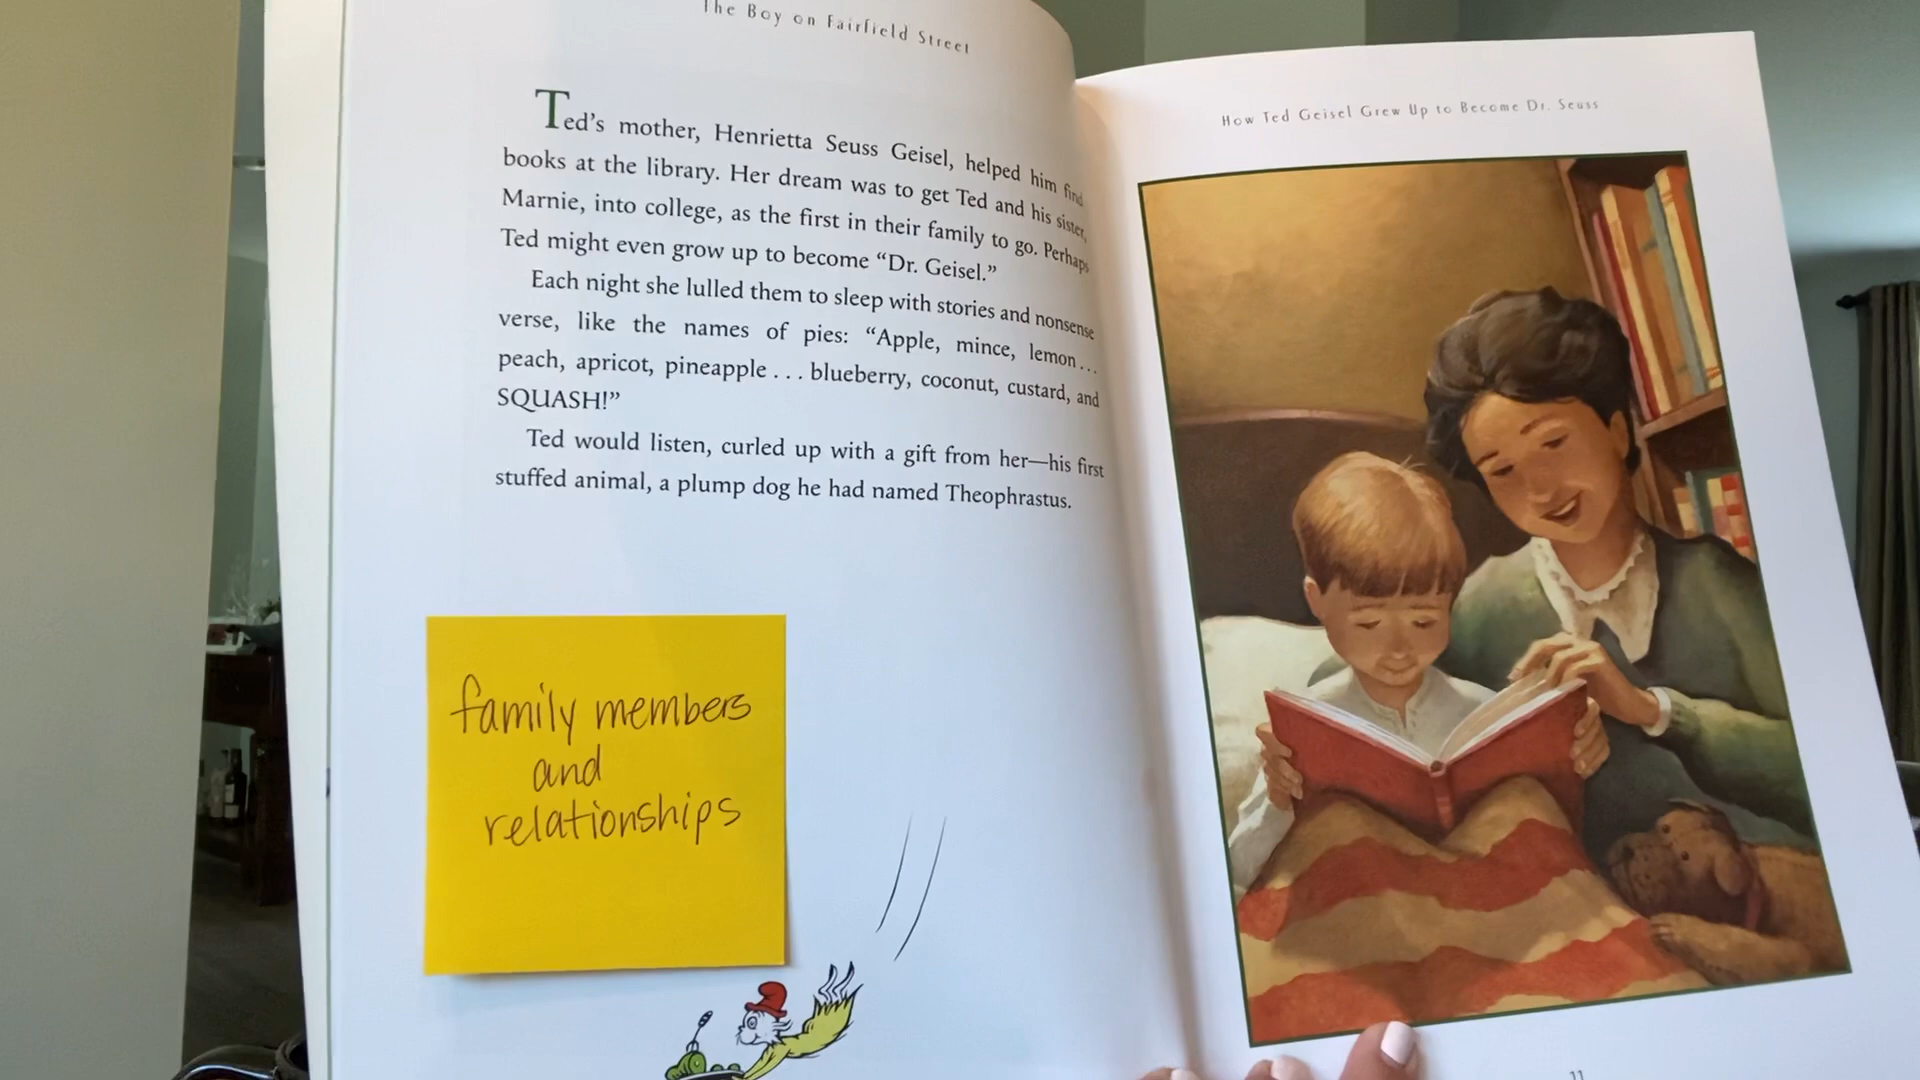 The Boy on Fairfield Street
Ted's mother, Henrietta Seuss Geisel, helped him find
books at the library. Her dream was to get Ted and his sister,
Marnie, into college, as the first in their family to go. Perhaps
Ted might even grow up to become “Dr. Geisel.”
Each night she lulled them to sleep with stories and nonsense
verse, like the names of pies: “Apple, mince, lemon . . .
peach, apricot, pineapple . . . blueberry, coconut, custard, and
SQUASH!”
Ted would listen, curled up with a gift from her—his first
stuffed animal, a plump dog he had named Theophrastus.
family members
and
relationships
How Ted Geisel Grew Up to Become Dr. Seuss
11